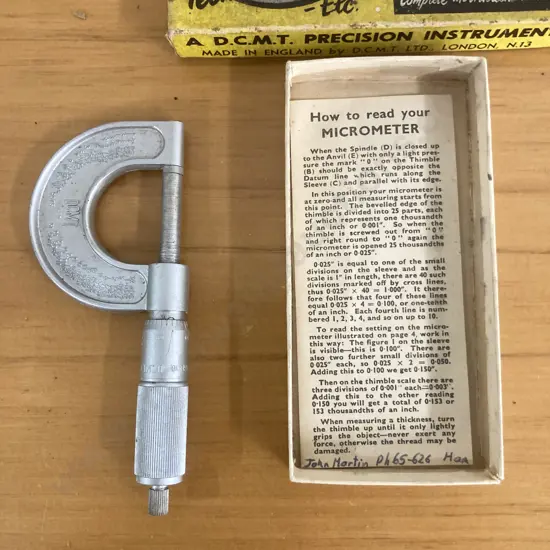 Etc.
A D.C.M.T. PRECISION INSTRUMENT
MADE IN ENGLAND by D.C.M.T. LTD. LONDON, N.13
How to read your
MICROMETER
When the Spindle (D) is closed up
to the Anvil (E) with only a light pres-
sure the mark "0" on the Thimble
(B) should be exactly opposite the
Datum line which runs along the
Sleeve (C) and parallel with its edge.
In this position your micrometer is
at zero and all measuring starts from
this point. The bevelled edge of the
thimble is divided into 25 parts, each
of which represents one thousandth
of an inch or 0·001". So when the
thimble is screwed out from "0"
and right round to "0" again the
micrometer is opened 25 thousandths
of an inch or 0·025".
0·025" is equal to one of the small
divisions on the sleeve and as the
scale is 1" in length, there are 40 such
divisions marked off by cross lines,
thus 0·025" × 40 = 1·000". It there-
fore follows that four of these lines
equal 0·025 × 4 = 0·100, or one-tenth
of an inch. Each fourth line is num-
bered 1, 2, 3, 4, and so on up to 10.
To read the setting on the micro-
meter illustrated on page 4, work in
this way: The figure 1 on the sleeve
is visible—this is 0·100". There are
also two further small divisions of
0·025" each, so 0·025 × 2 = 0·050.
Adding this to 0·100 we get 0·150".
Then on the thimble scale there are
three divisions of 0·001" each=0·003".
Adding this to the other reading
0·150 you will get a total of 0·153 or
153 thousandths of an inch.
When measuring a thickness, turn
the thimble up until it only lightly
grips the object—never exert any
force, otherwise the thread may be
damaged.
John Martin Ph 65-626